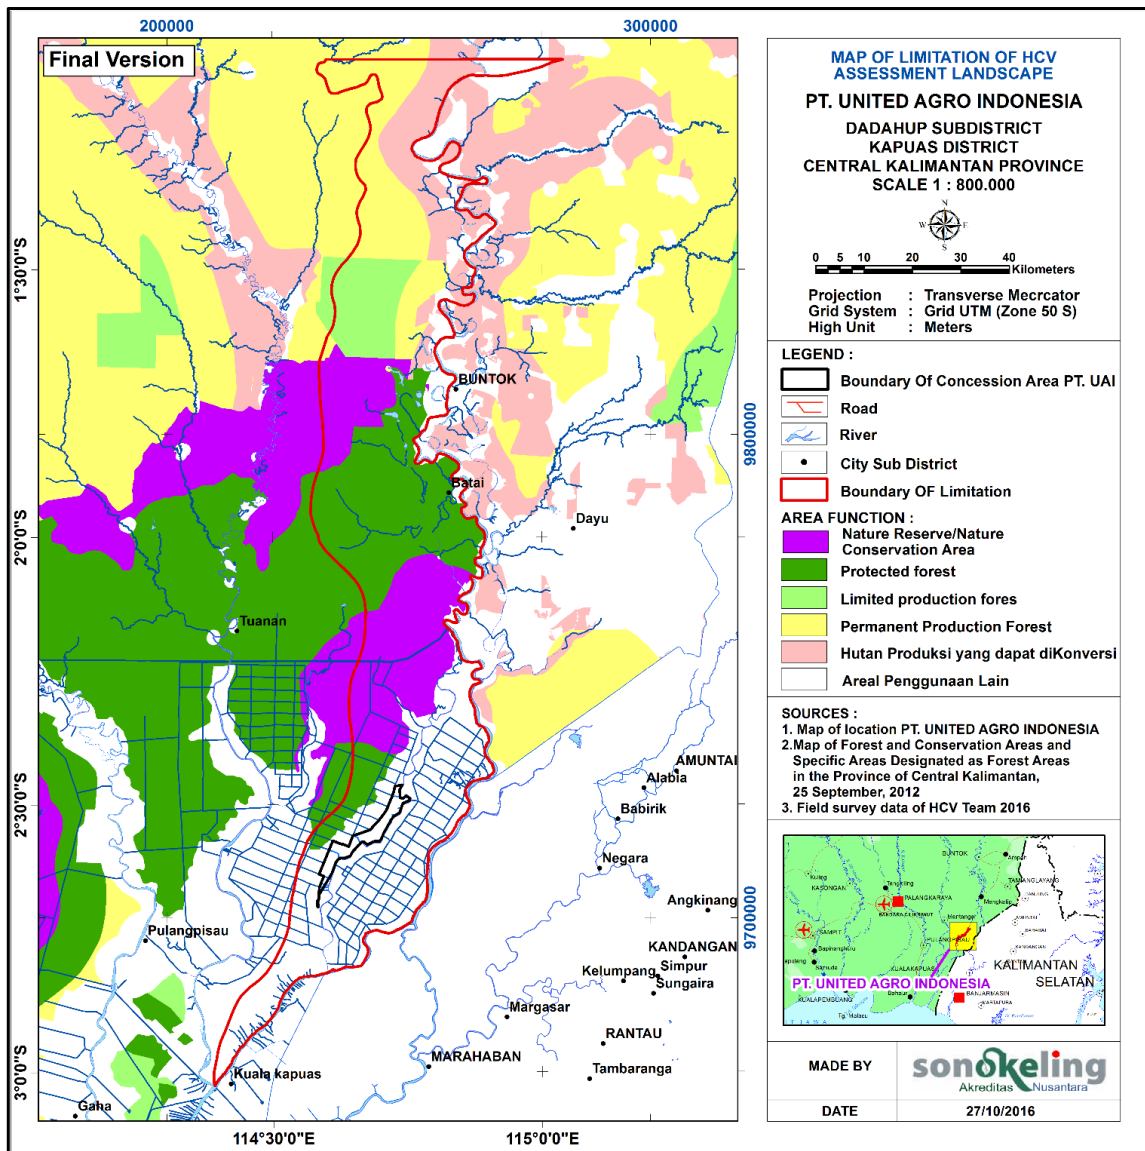 200000
300000
Final Version
1°30'0"S
2°0'0"S
2°30'0"S
3°0'0"S
9800000
9700000
114°30'0"E
115°0'0"E
BUNTOK
Batai
Dayu
Tuanan
AMUNTAI
Alabia
Babirik
Negara
Angkinang
Pulangpisau
KANDANGAN
Simpur
Kelumpang
Sungaira
Margasar
RANTAU
MARAHABAN
Tambaranga
Kuala kapuas
Gaha
MAP OF LIMITATION OF HCV
ASSESSMENT LANDSCAPE
PT. UNITED AGRO INDONESIA
DADAHUP SUBDISTRICT
KAPUAS DISTRICT
CENTRAL KALIMANTAN PROVINCE
SCALE 1 : 800.000
N
W E
S
0 5 10 20 30 40
Kilometers
Projection : Transverse Mecrcator
Grid System : Grid UTM (Zone 50 S)
High Unit : Meters
LEGEND :
Boundary Of Concession Area PT. UAI
Road
River
City Sub District
Boundary OF Limitation
AREA FUNCTION :
Nature Reserve/Nature
Conservation Area
Protected forest
Limited production fores
Permanent Production Forest
Hutan Produksi yang dapat diKonversi
Areal Penggunaan Lain
SOURCES :
1. Map of location PT. UNITED AGRO INDONESIA
2.Map of Forest and Conservation Areas and
Specific Areas Designated as Forest Areas
in the Province of Central Kalimantan,
25 September, 2012
3. Field survey data of HCV Team 2016
BUNTOK
KASONGAN
PALANGKARAYA
SAMPIT
PULANGPISAU
KUALAKAPUAS
KALIMANTAN
SELATAN
PT. UNITED AGRO INDONESIA
BANJARMASIN
MADE BY
sonokeling
Akreditas Nusantara
DATE
27/10/2016